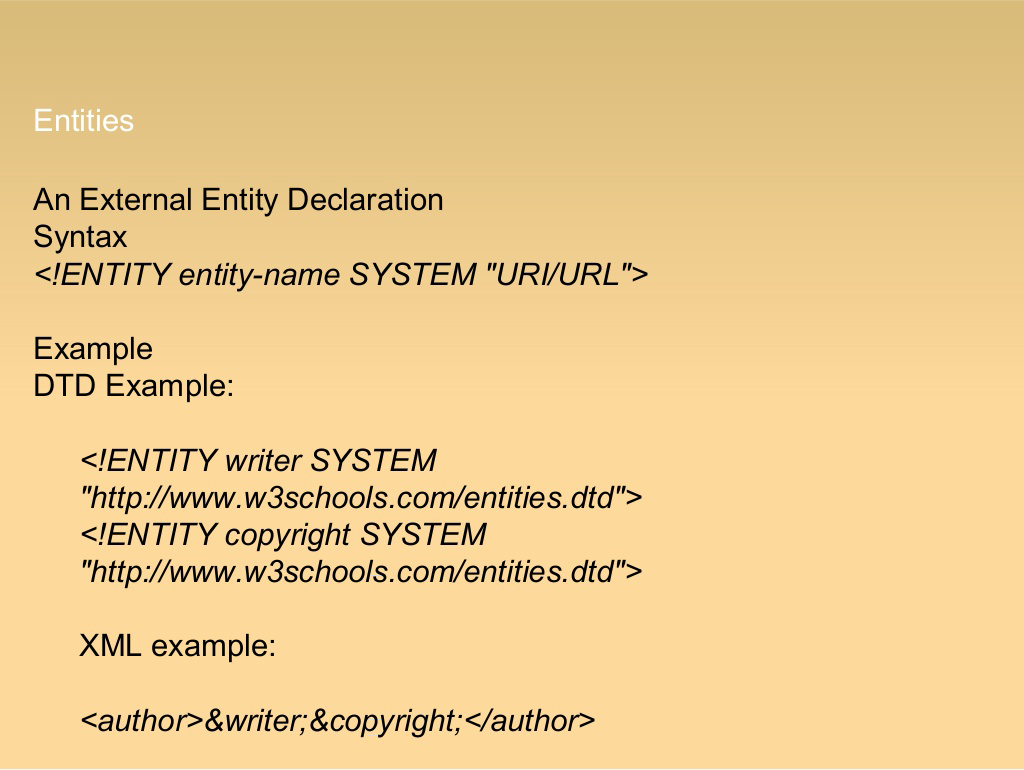 Entities
An External Entity Declaration
Syntax
<!ENTITY entity-name SYSTEM "URI/URL">
Example
DTD Example:
<!ENTITY writer SYSTEM
"http://www.w3schools.com/entities.dtd">
<!ENTITY copyright SYSTEM
"http://www.w3schools.com/entities.dtd">
XML example:
<author>&writer;&copyright;</author>